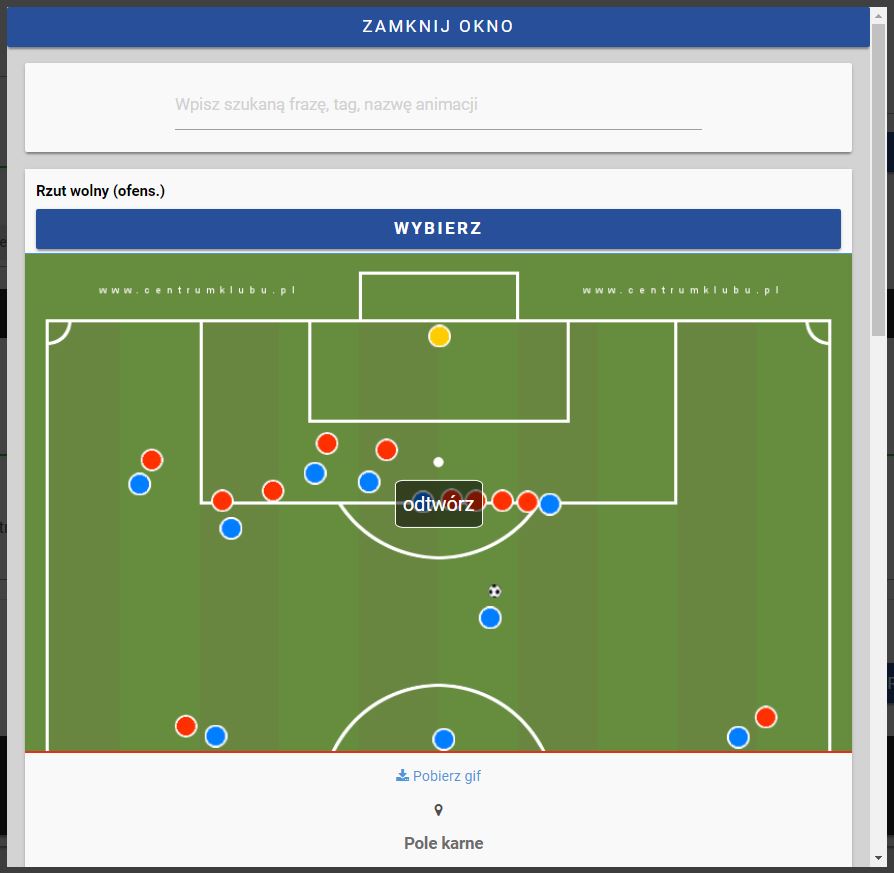 ZAMKNIJ OKNO
Wpisz szukaną frazę, tag, nazwę animacji
Rzut wolny (ofens.)
WYBIERZ
www.centrumklubu.pl www.centrumklubu.pl
odtwórz
Pobierz gif
Pole karne